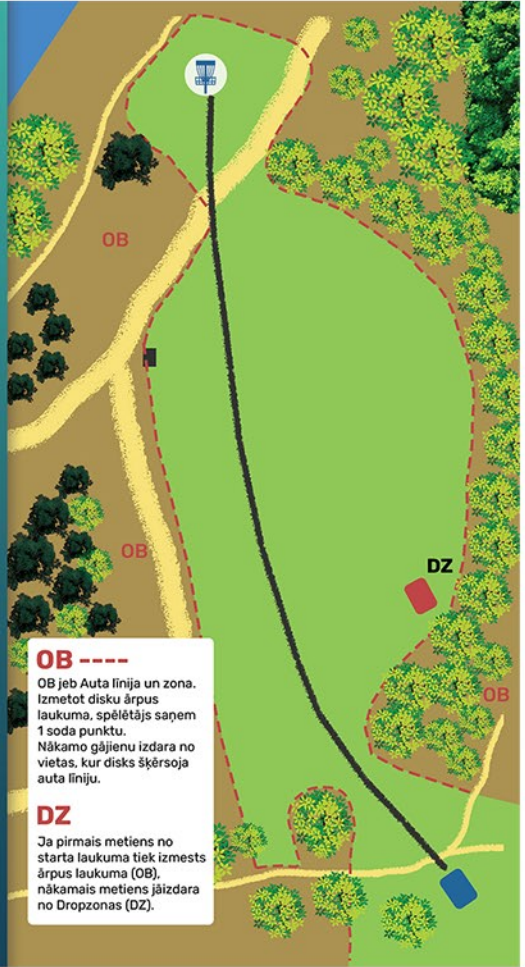 OB
DZ
OB
OB
OB ----
OB jeb Auta līnija un zona.
Izmetot disku ārpus
laukuma, spēlētājs saņem
1 soda punktu.
Nākamo gājienu izdara no
vietas, kur disks šķērsoja
auta līniju.
DZ
Ja pirmais metiens no
starta laukuma tiek izmests
ārpus laukuma (OB),
nākamais metiens jāizdara
no Dropzonas (DZ).